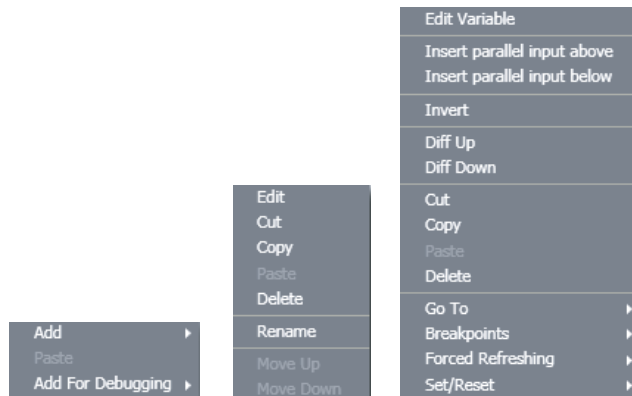 Add
Paste
Add For Debugging
Edit
Cut
Copy
Paste
Delete
Rename
Move Up
Move Down
Edit Variable
Insert parallel input above
Insert parallel input below
Invert
Diff Up
Diff Down
Cut
Copy
Paste
Delete
Go To
Breakpoints
Forced Refreshing
Set/Reset